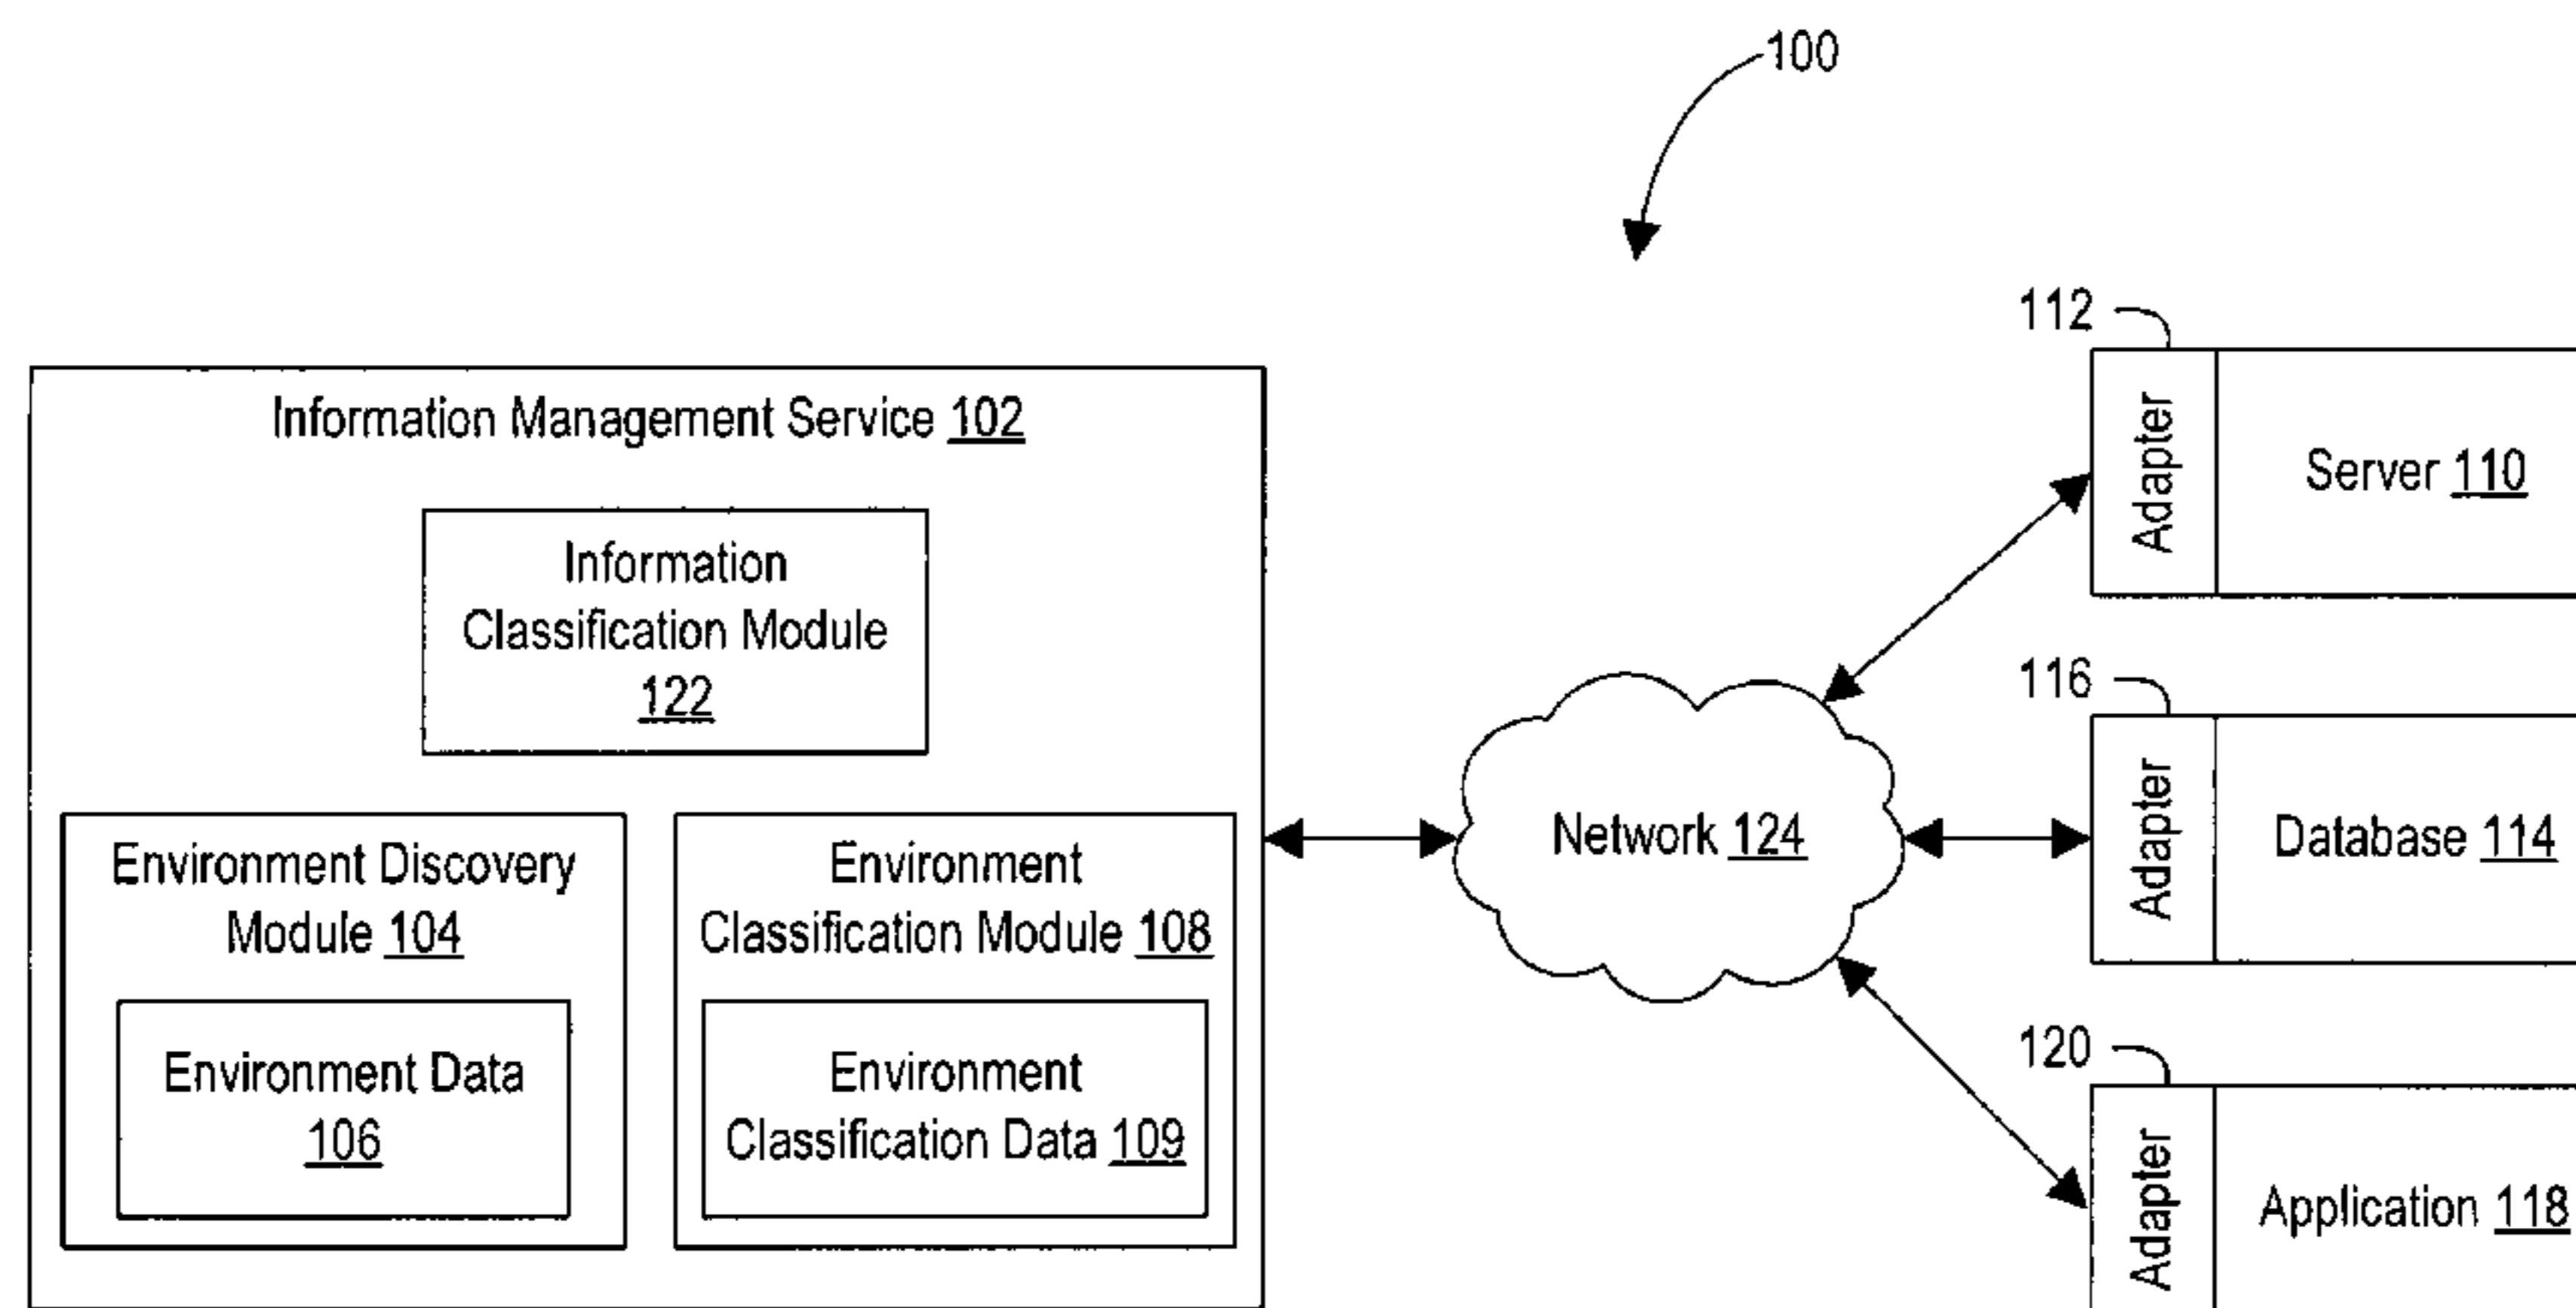 100
Information Management Service 102
Information
Classification Module
122
Environment Discovery
Module 104
Environment Data
106
Environment
Classification Module 108
Environment
Classification Data 109
Network 124
112
Adapter
Server 110
116
Adapter
Database 114
120
Adapter
Application 118